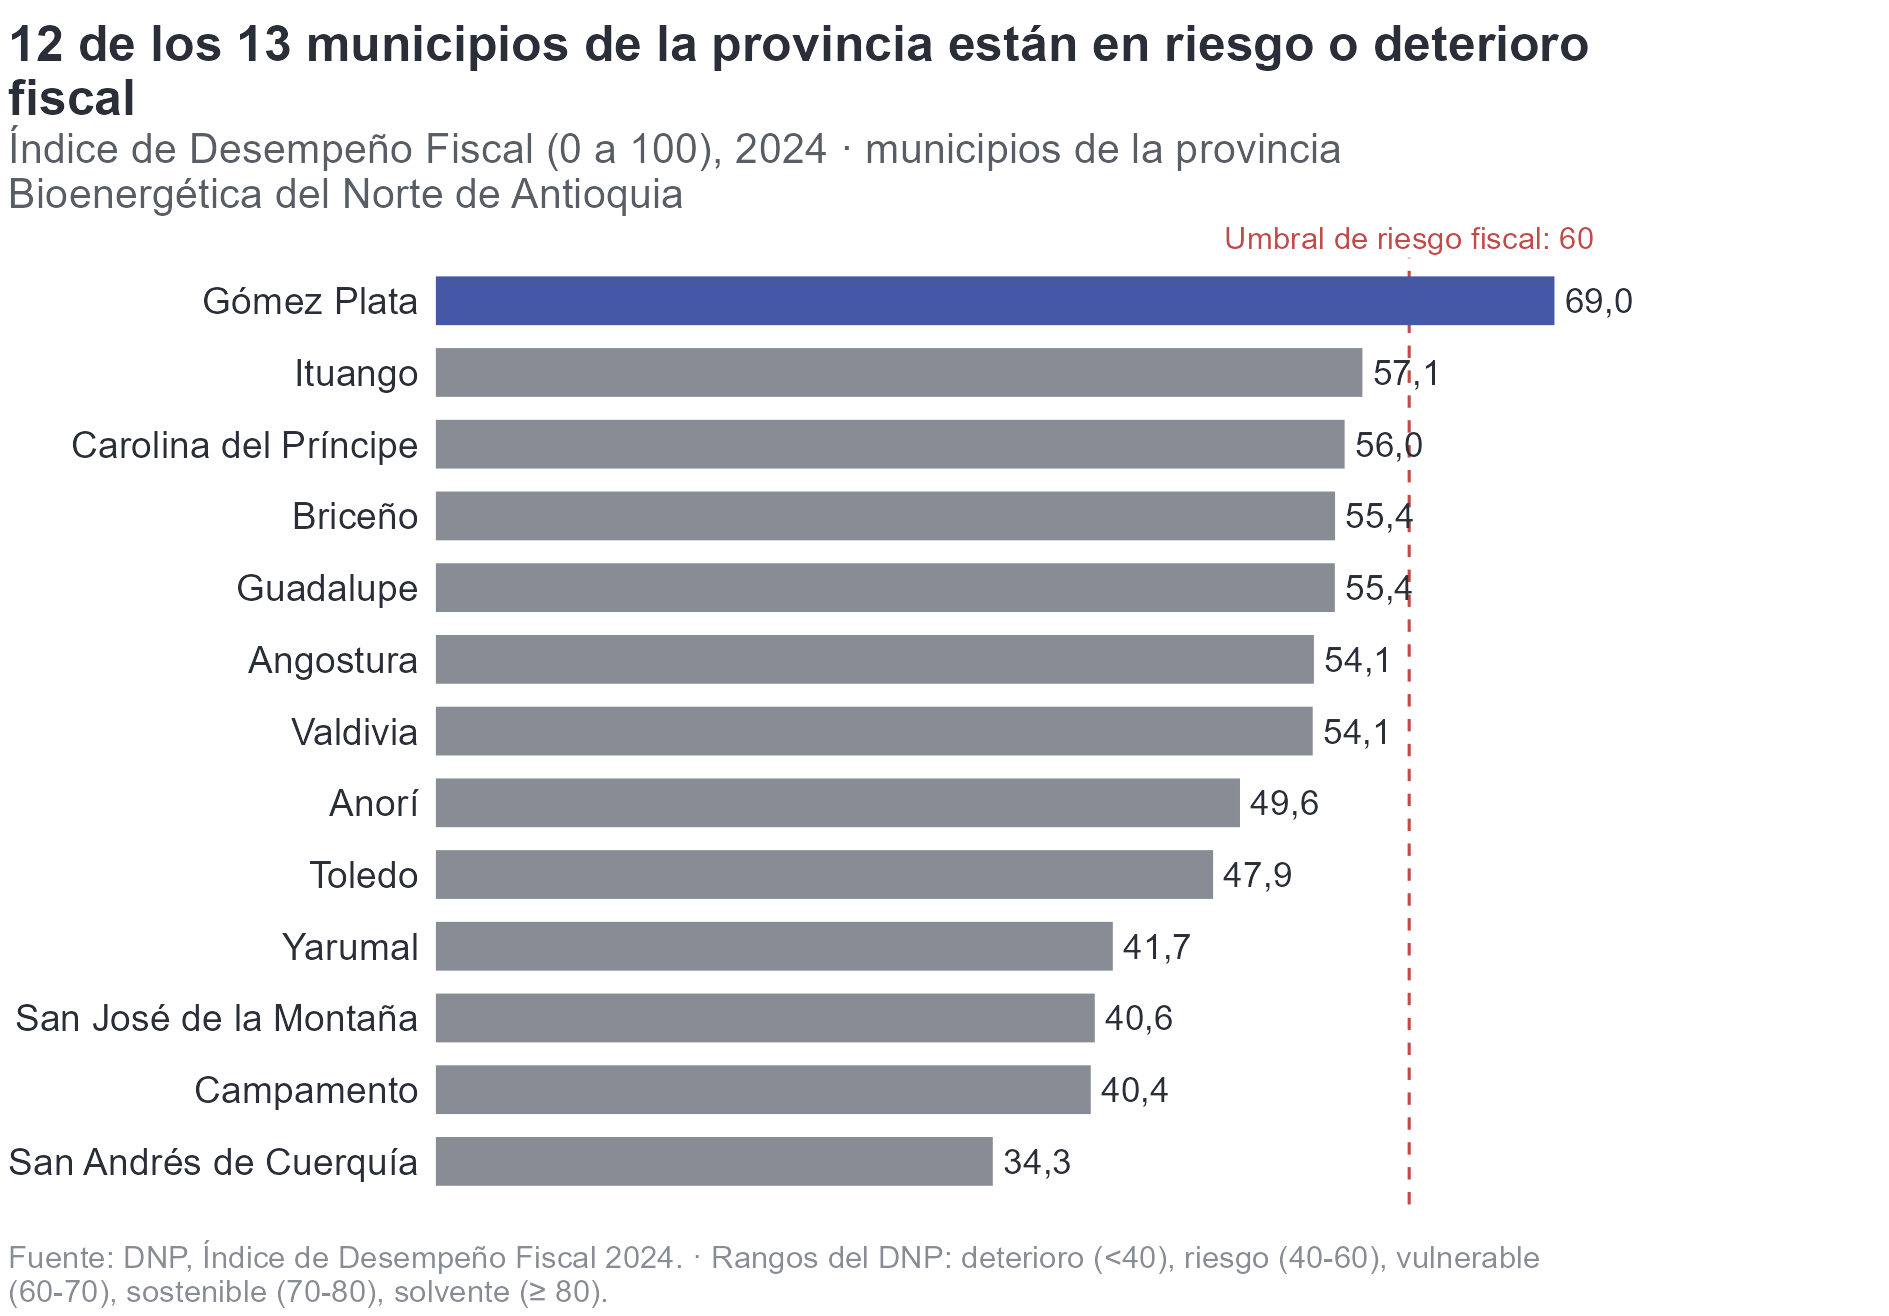 12 de los 13 municipios de la provincia están en riesgo o deterioro
fiscal
Índice de Desempeño Fiscal (0 a 100), 2024 · municipios de la provincia
Bioenergética del Norte de Antioquia
Umbral de riesgo fiscal: 60
Gómez Plata 69,0
Ituango 57,1
Carolina del Príncipe 56,0
Briceño 55,4
Guadalupe 55,4
Angostura 54,1
Valdivia 54,1
Anorí 49,6
Toledo 47,9
Yarumal 41,7
San José de la Montaña 40,6
Campamento 40,4
San Andrés de Cuerquía 34,3
Fuente: DNP, Índice de Desempeño Fiscal 2024. · Rangos del DNP: deterioro (<40), riesgo (40-60), vulnerable
(60-70), sostenible (70-80), solvente (≥ 80).